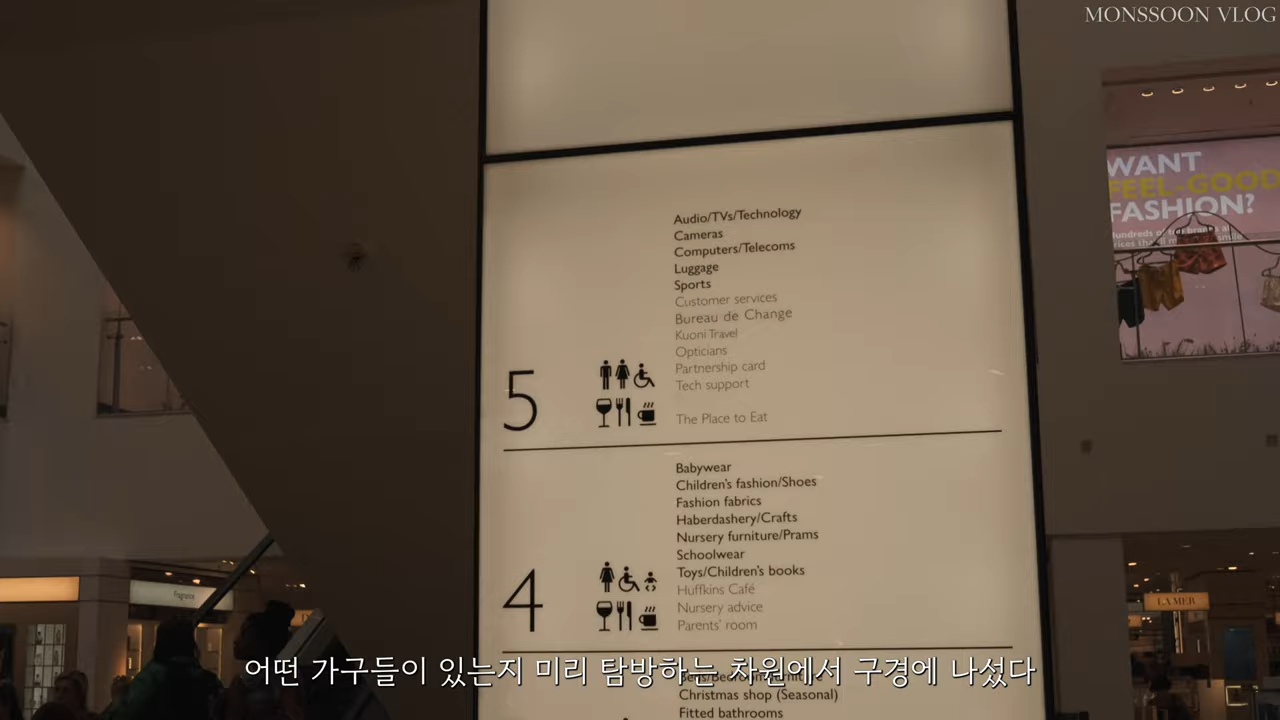 MONSSOON VLOG
WANT
FEEL-GOOD
FASHION?
Audio/TVs/Technology
Cameras
Computers/Telecoms
Luggage
Sports
Customer services
Bureau de Change
Kuoni Travel
Opticians
Partnership card
Tech support
The Place to Eat
5
Babywear
Children's fashion/Shoes
Fashion fabrics
Haberdashery/Crafts
Nursery furniture/Prams
Schoolwear
Toys/Children's books
Huffkins Café
Nursery advice
Parents' room
4
Fragrance
LA MER
어떤 가구들이 있는지 미리 탐방하는 차원에서 구경에 나섰다
Christmas shop (Seasonal)
Fitted bathrooms